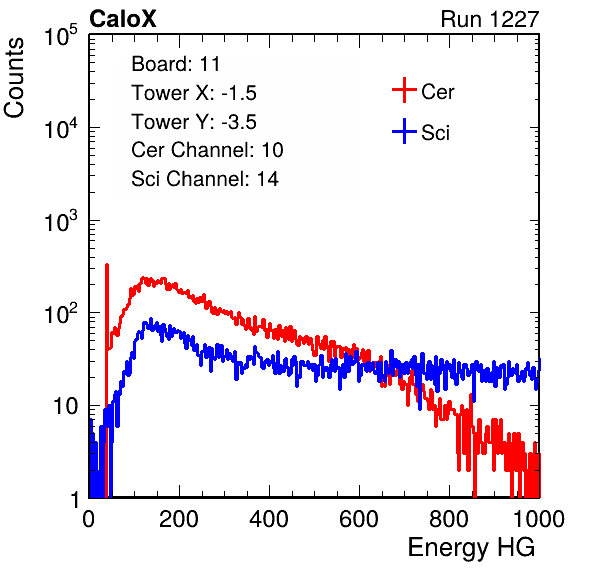 CaloX Run 1227
Counts
10^5
10^4
10^3
10^2
10
1
Board: 11
Tower X: -1.5
Tower Y: -3.5
Cer Channel: 10
Sci Channel: 14
Cer
Sci
0 200 400 600 800 1000
Energy HG